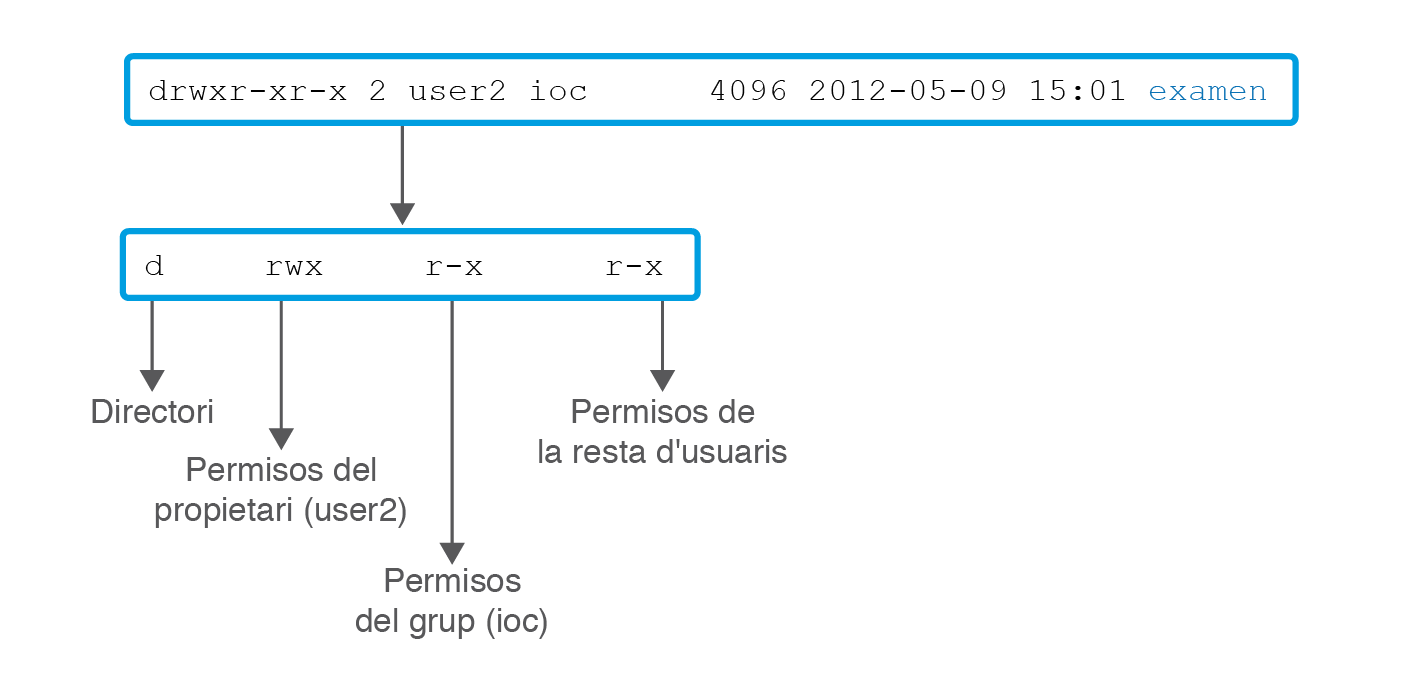 drwxr-xr-x 2 user2 ioc 4096 2012-05-09 15:01 examen
d rwx r-x r-x
Directori
Permisos del
propietari (user2)
Permisos
del grup (ioc)
Permisos de
la resta d'usuaris